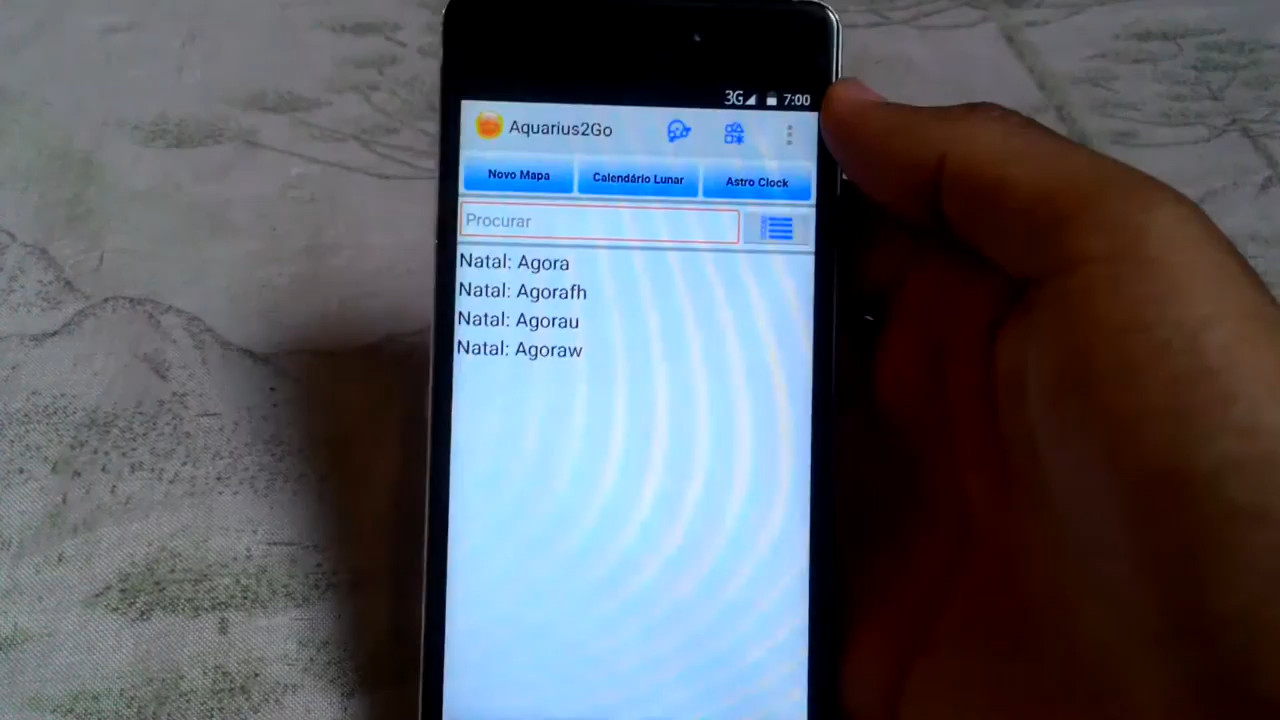 3G 7:00
Aquarius2Go
Novo Mapa Calendário Lunar Astro Clock
Procurar
Natal: Agora
Natal: Agorafh
Natal: Agorau
Natal: Agoraw